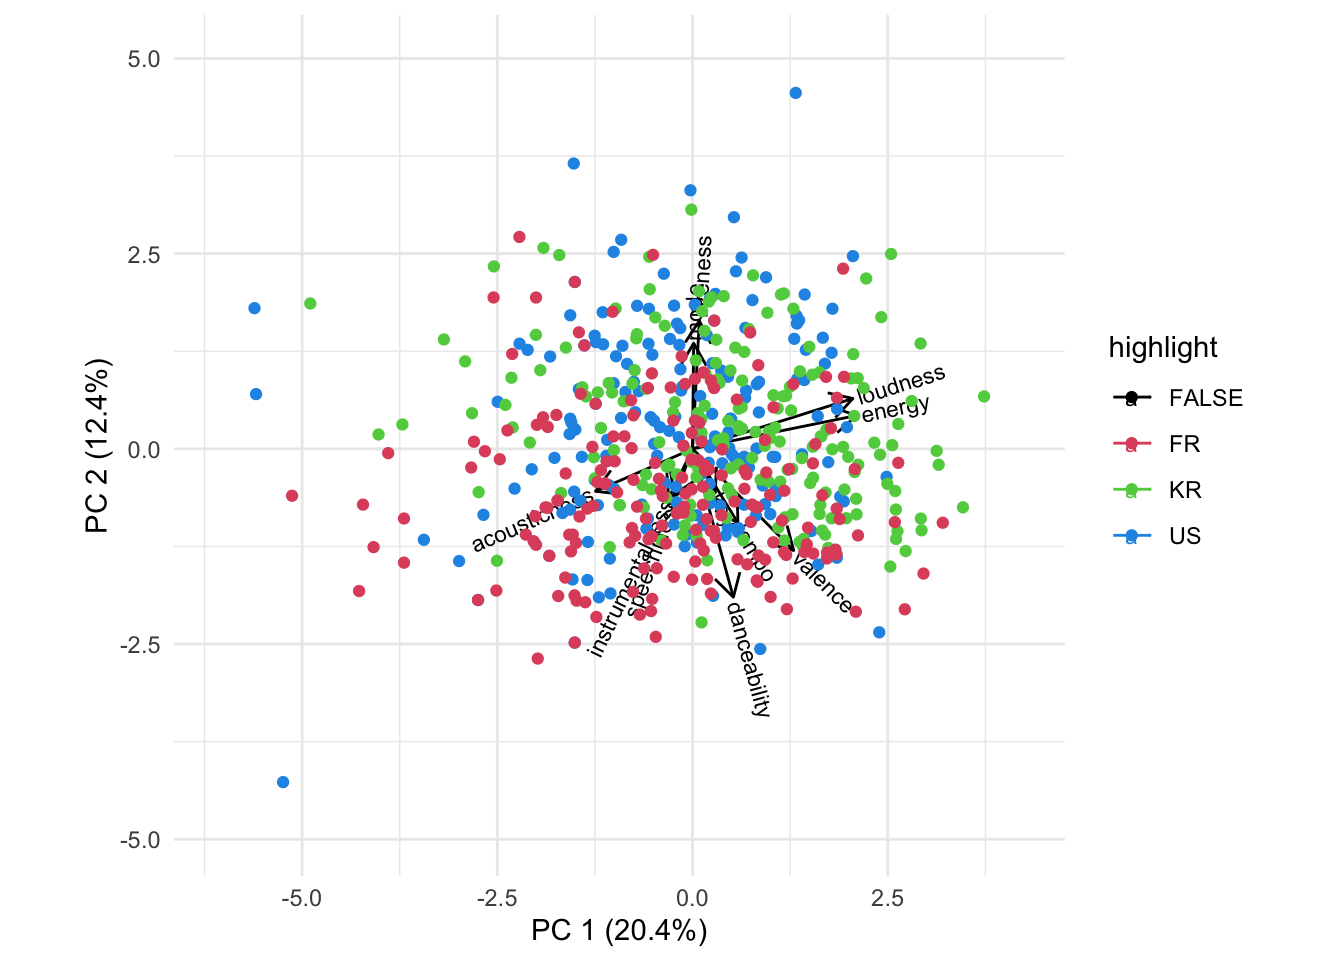 5.0
2.5
0.0
-2.5
-5.0
-5.0
-2.5
0.0
2.5
PC 1 (20.4%)
PC 2 (12.4%)
loudness
energy
acousticness
valence
danceability
highlight
a FALSE
a FR
a KR
a US